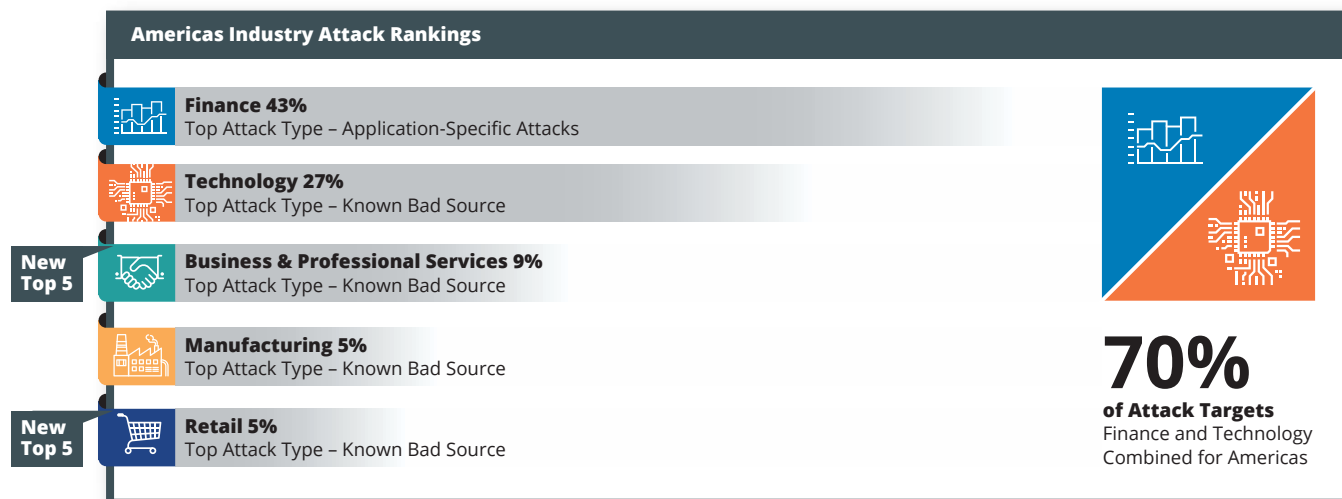 Americas Industry Attack Rankings
Finance 43%
Top Attack Type – Application-Specific Attacks
Technology 27%
Top Attack Type – Known Bad Source
New
Top 5
Business & Professional Services 9%
Top Attack Type – Known Bad Source
Manufacturing 5%
Top Attack Type – Known Bad Source
New
Top 5
Retail 5%
Top Attack Type – Known Bad Source
70%
of Attack Targets
Finance and Technology
Combined for Americas